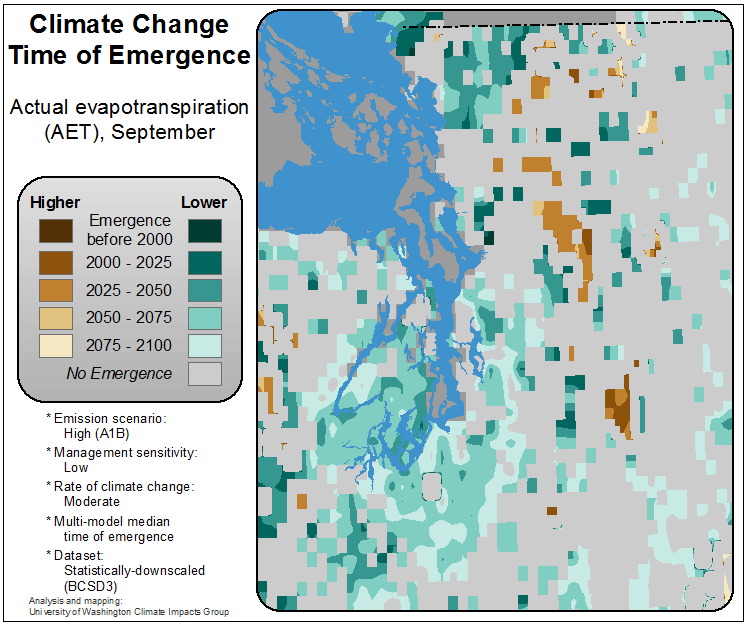 Climate Change
Time of Emergence
Actual evapotranspiration
(AET), September
Higher Lower
Emergence
before 2000
2000 - 2025
2025 - 2050
2050 - 2075
2075 - 2100
No Emergence
* Emission scenario:
High (A1B)
* Management sensitivity:
Low
* Rate of climate change:
Moderate
* Multi-model median
time of emergence
* Dataset:
Statistically-downscaled
(BCSD3)
Analysis and mapping:
University of Washington Climate Impacts Group